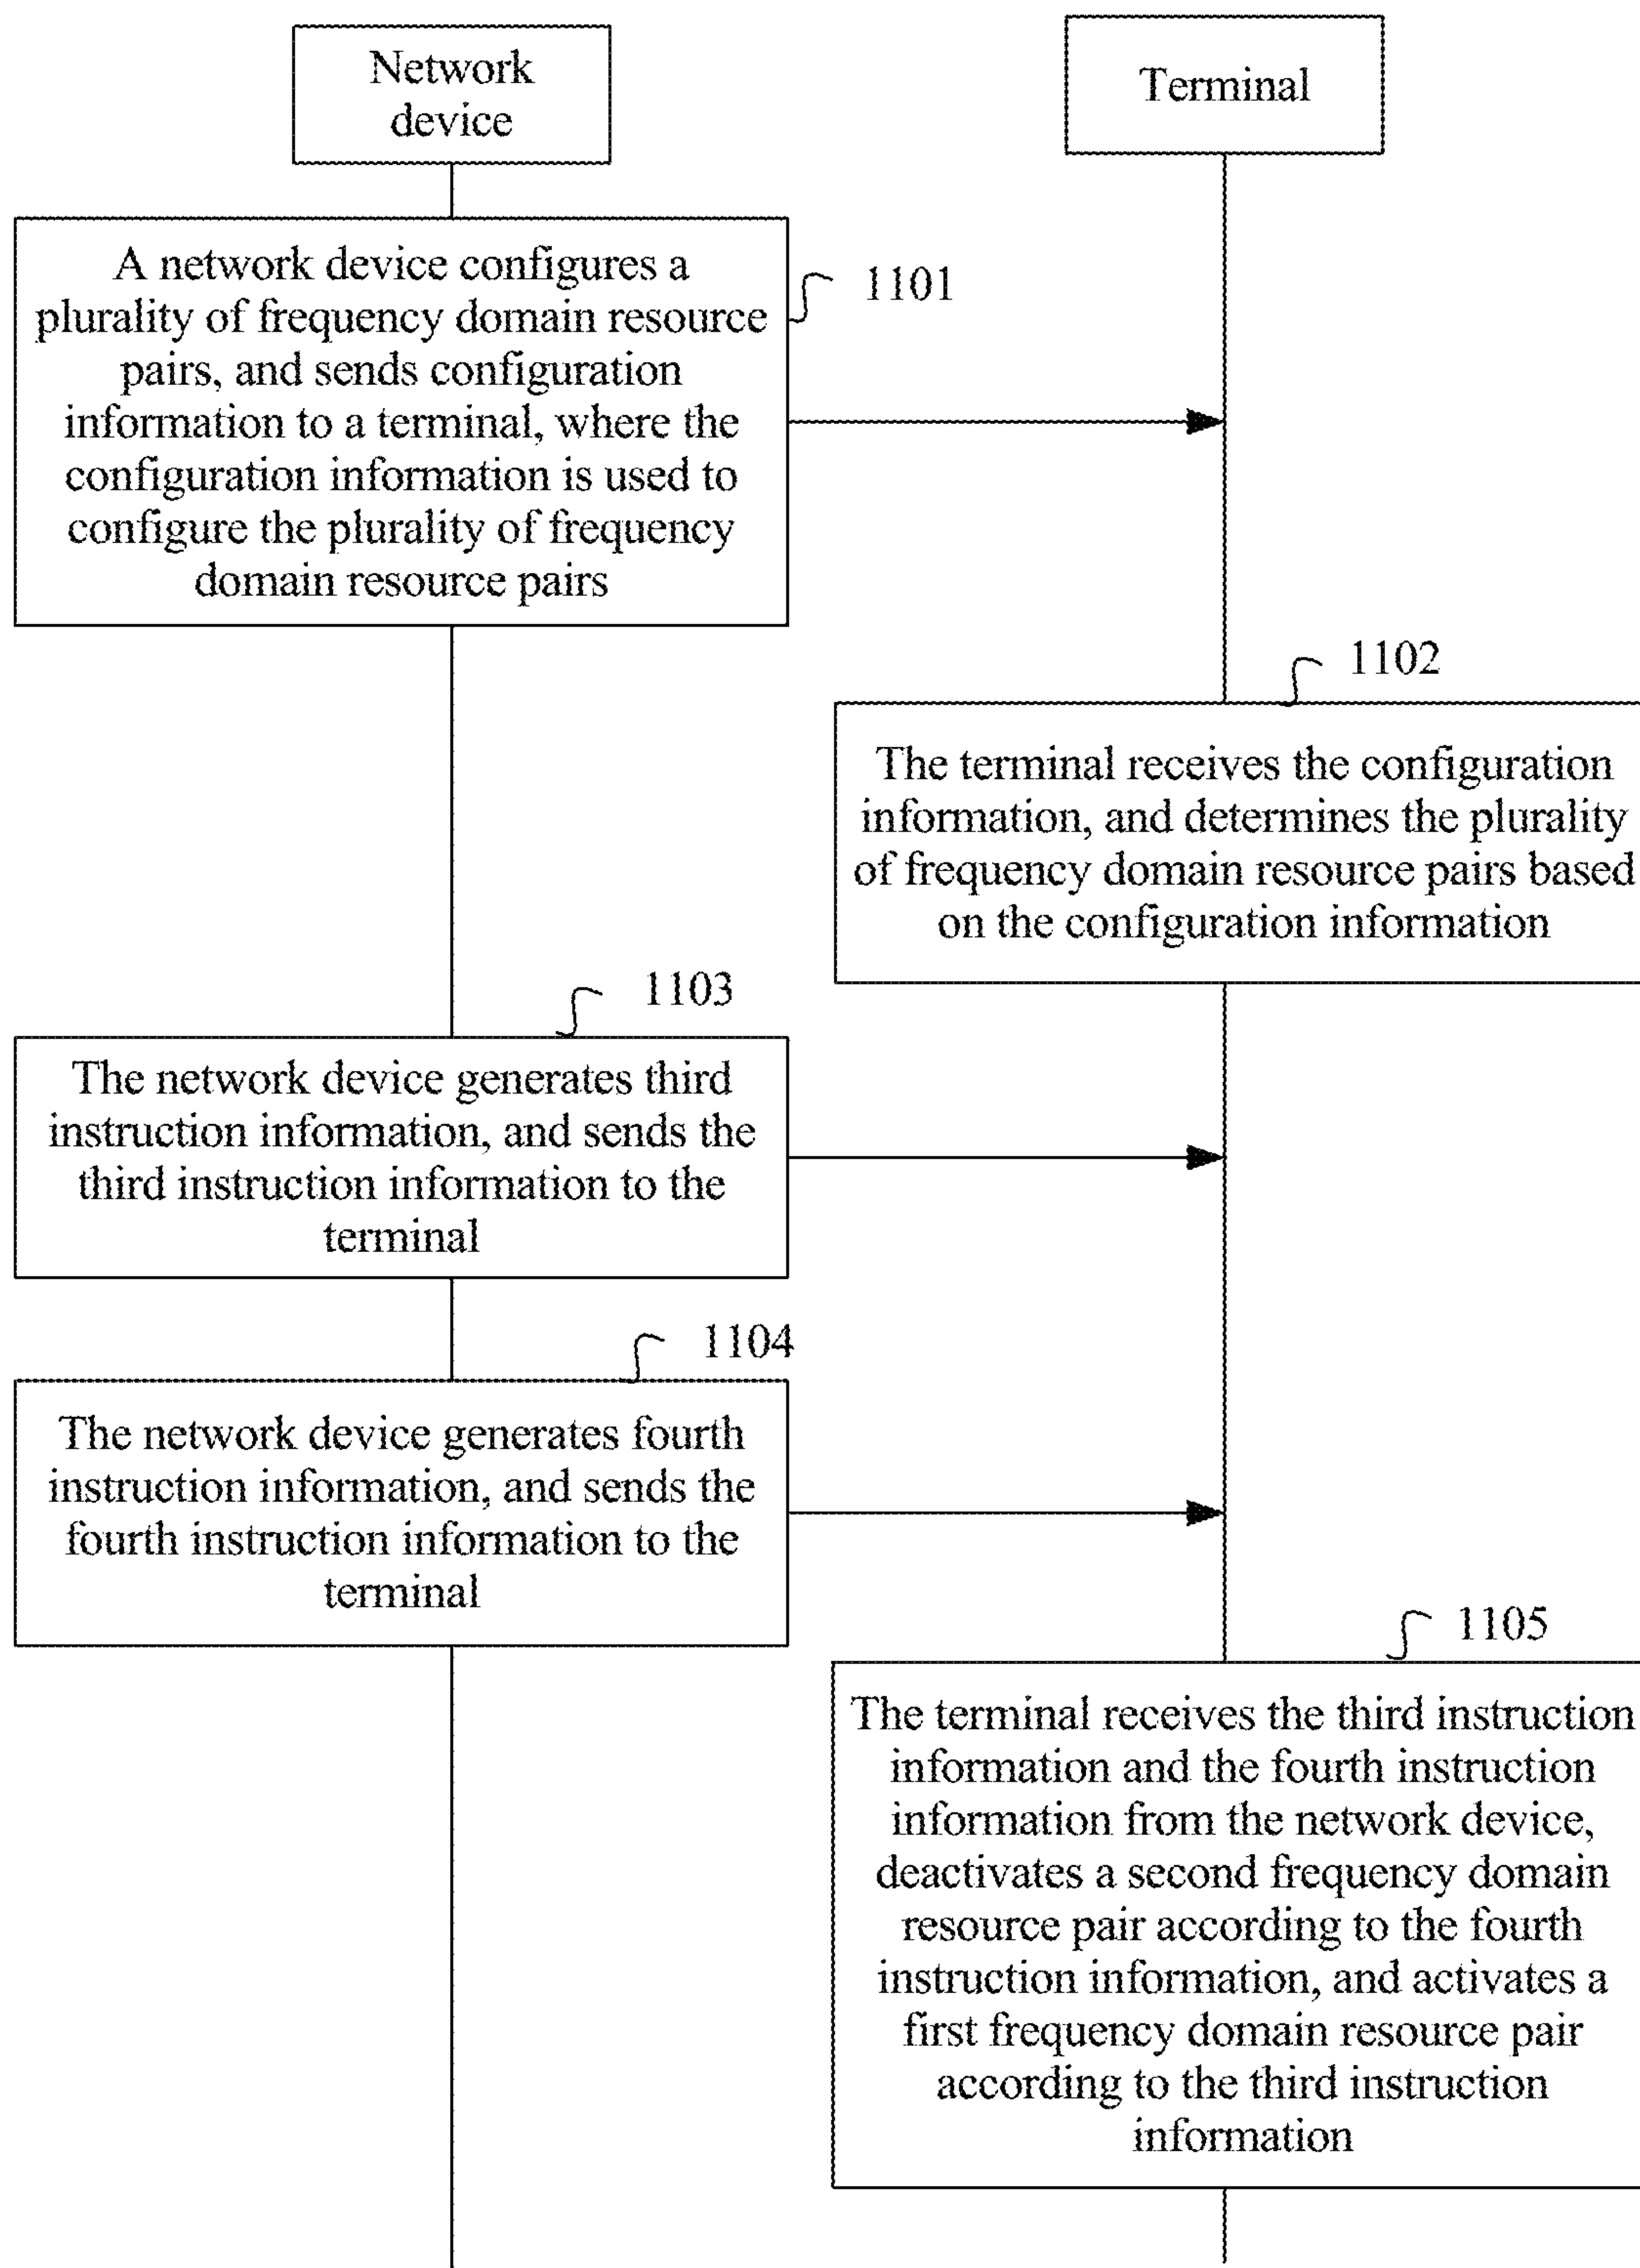 Network
device
Terminal
A network device configures a
plurality of frequency domain resource
pairs, and sends configuration
information to a terminal, where the
configuration information is used to
configure the plurality of frequency
domain resource pairs
1101
1102
The terminal receives the configuration
information, and determines the plurality
of frequency domain resource pairs based
on the configuration information
1103
The network device generates third
instruction information, and sends the
third instruction information to the
terminal
1104
The network device generates fourth
instruction information, and sends the
fourth instruction information to the
terminal
1105
The terminal receives the third instruction
information and the fourth instruction
information from the network device,
deactivates a second frequency domain
resource pair according to the fourth
instruction information, and activates a
first frequency domain resource pair
according to the third instruction
information